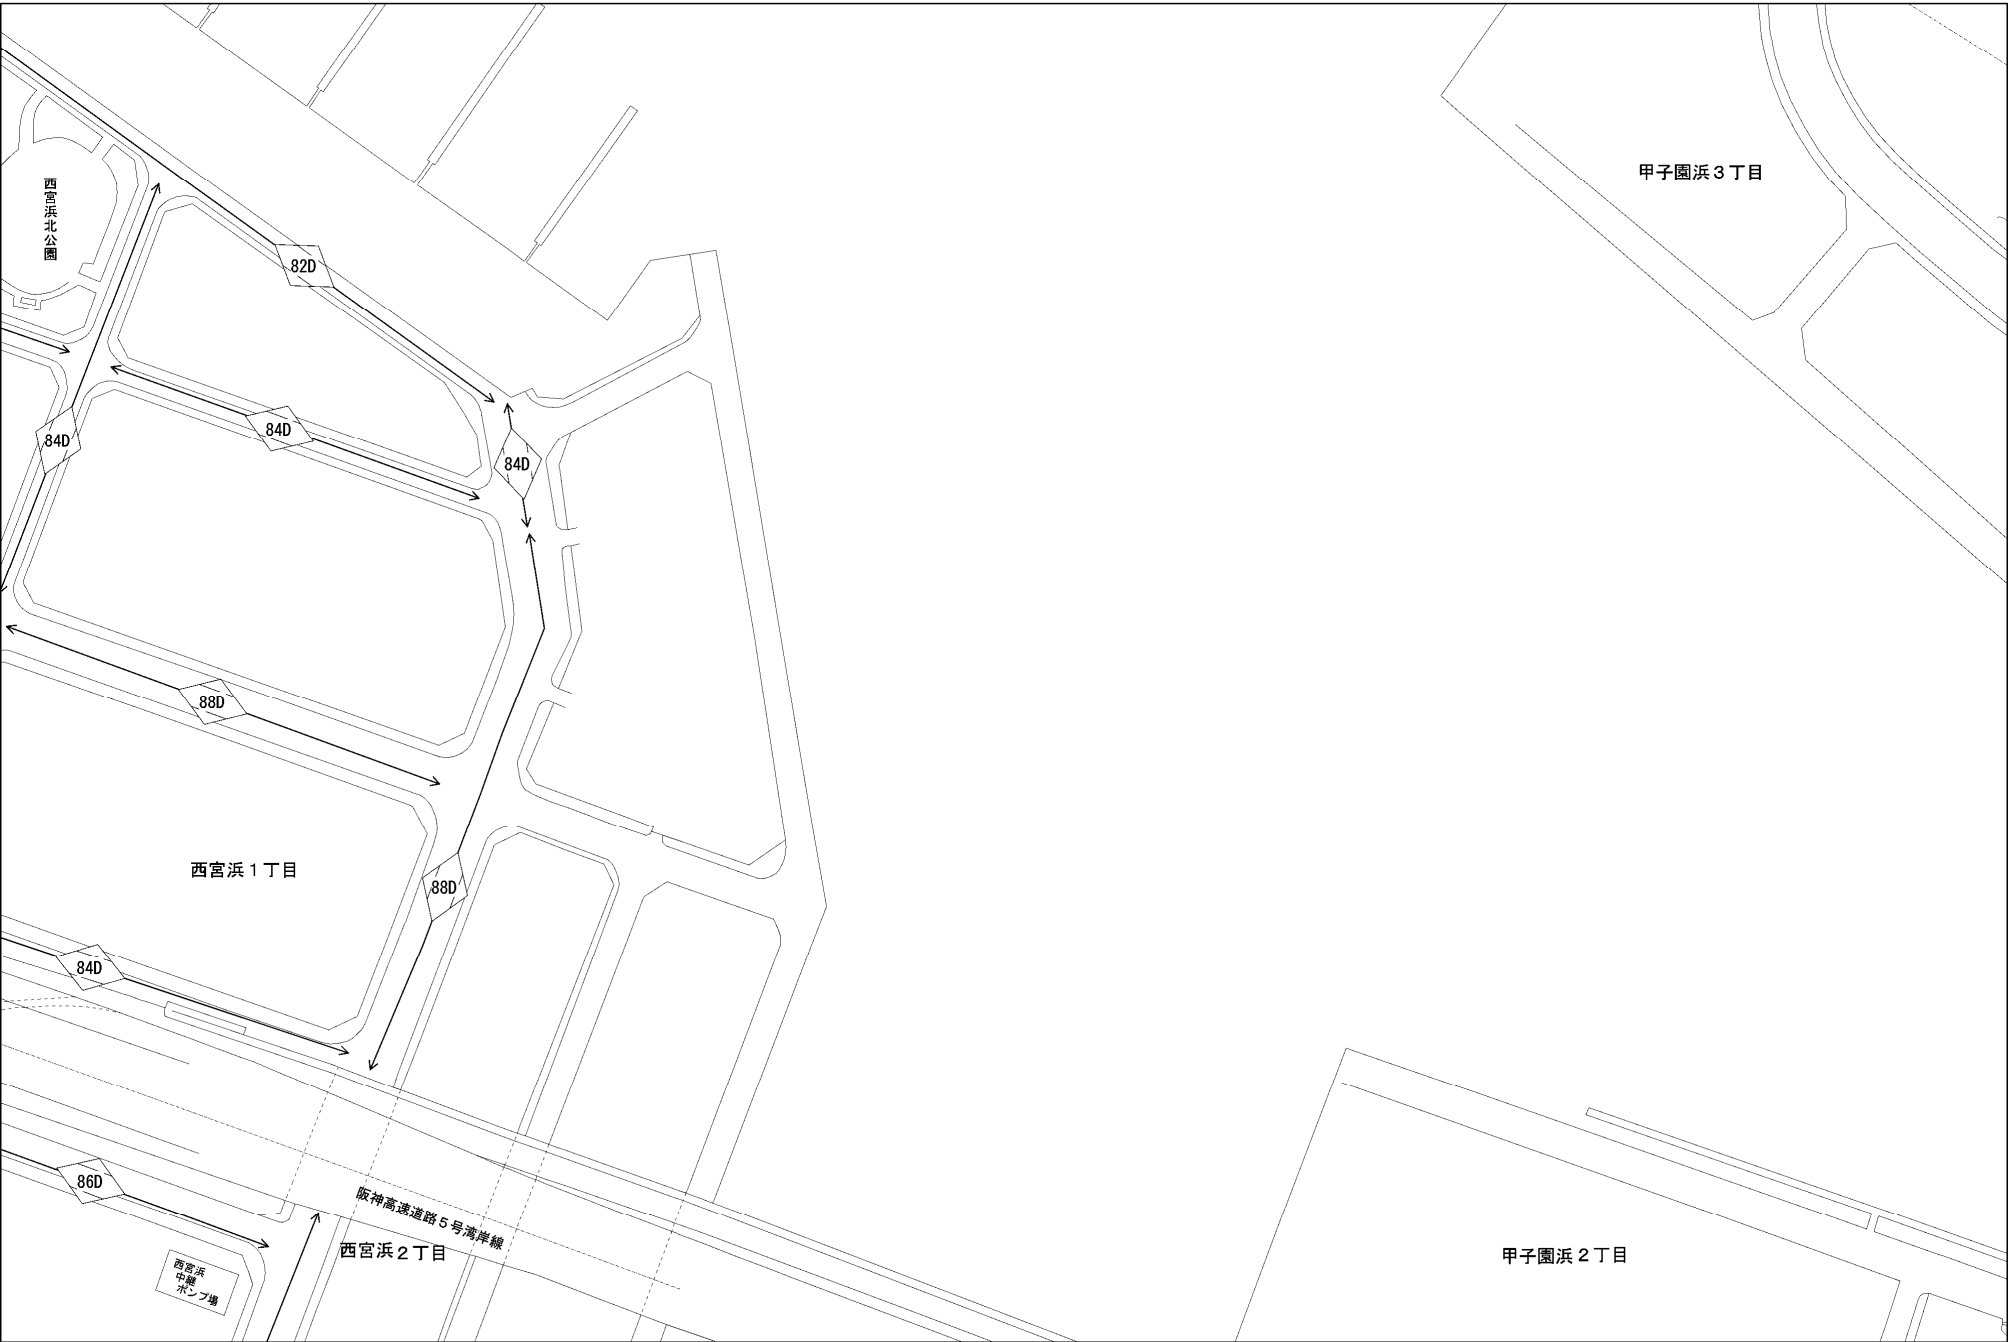 甲子園浜３丁目
西宮浜北公園
82D
84D
84D
84D
88D
西宮浜１丁目
88D
84D
86D
阪神高速道路５号湾岸線
西宮浜２丁目
甲子園浜２丁目
西宮浜
中継
ポンプ場